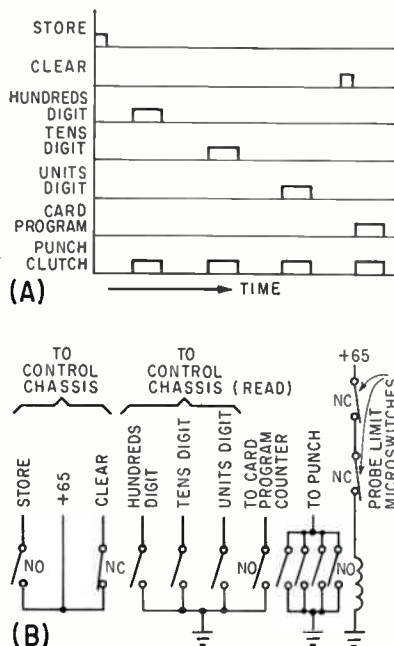 STORE
CLEAR
HUNDREDS
DIGIT
TENS
DIGIT
UNITS
DIGIT
CARD
PROGRAM
PUNCH
CLUTCH
(A)
TIME
TO
CONTROL
CHASSIS
TO
CONTROL
CHASSIS (READ)
STORE
+65
CLEAR
HUNDREDS
DIGIT
TENS DIGIT
UNITS DIGIT
TO CARD
PROGRAM
COUNTER
TO PUNCH
+65
NC
NC
PROBE LIMIT
MICROSWITCHES
NO
NC
NO
NO
(B)